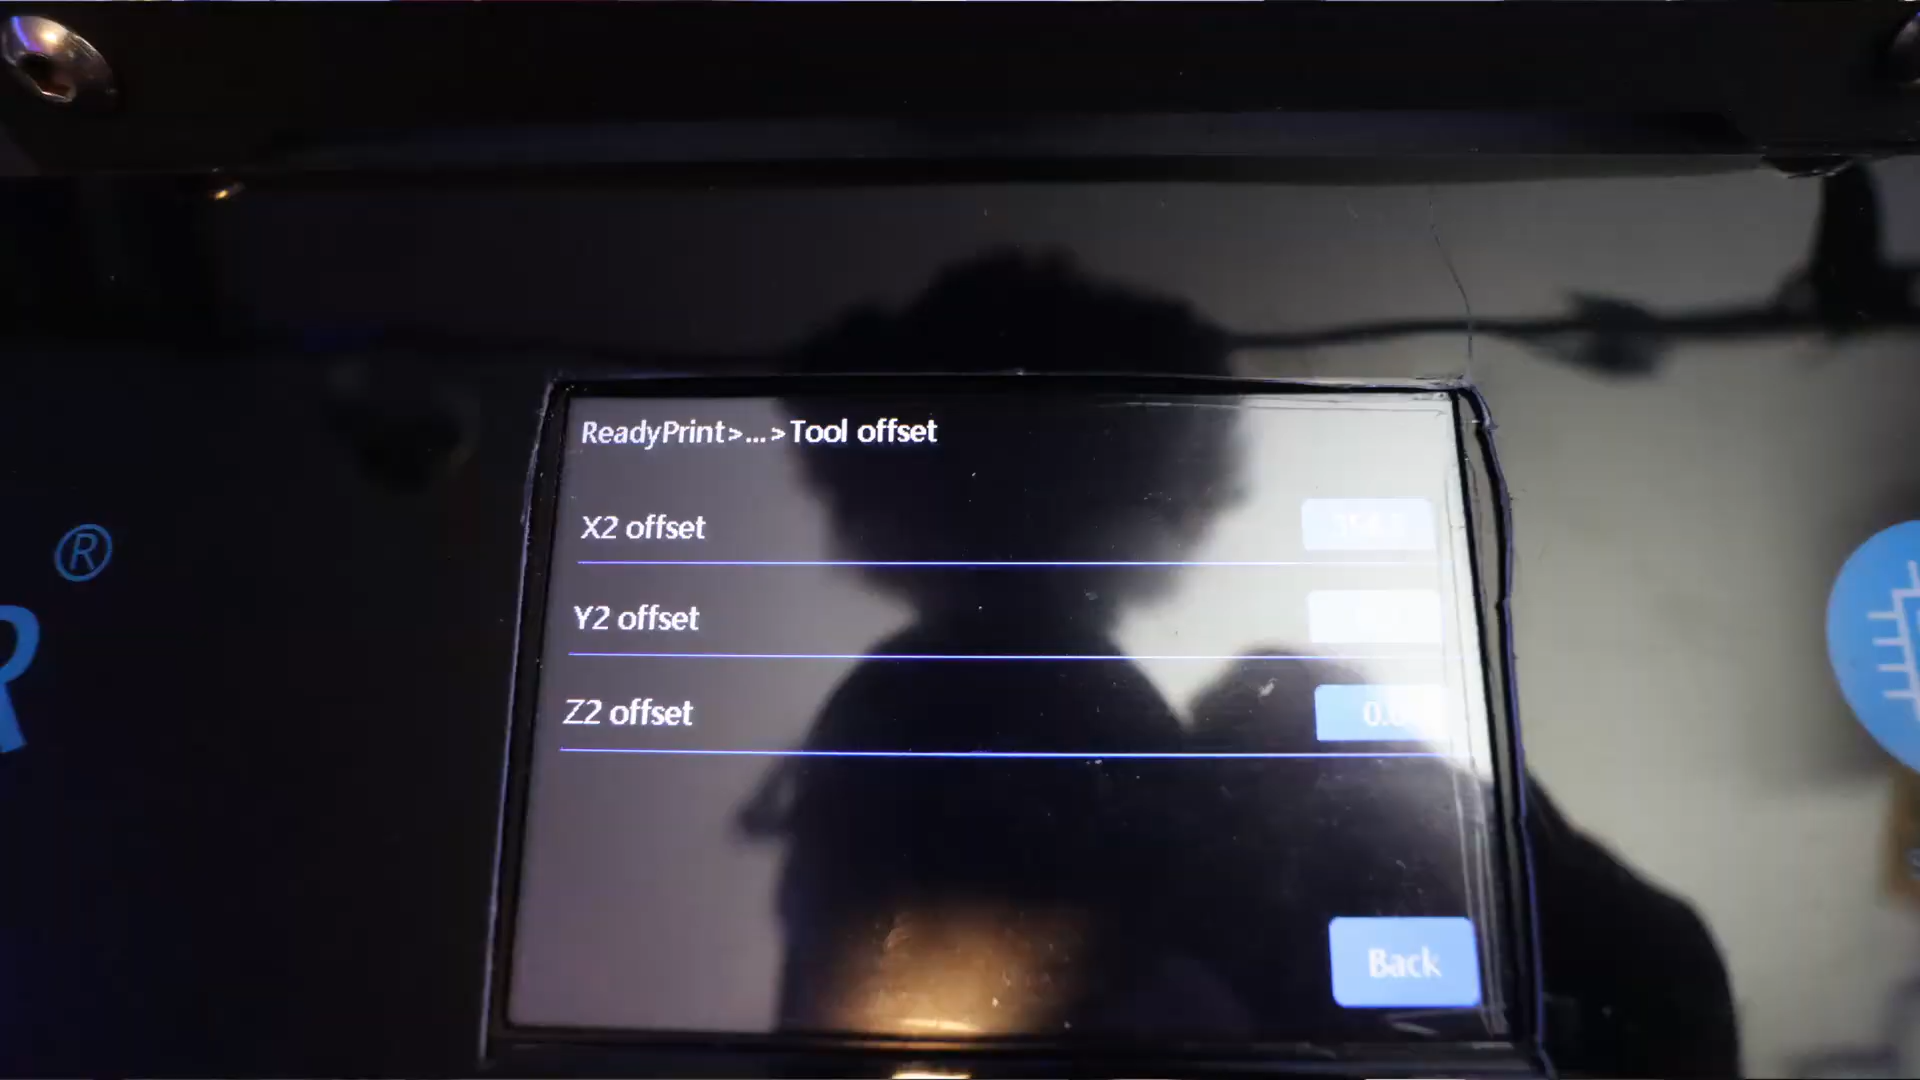 ReadyPrint>...>Tool offset
X2 offset
Y2 offset
Z2 offset
Back
®
R